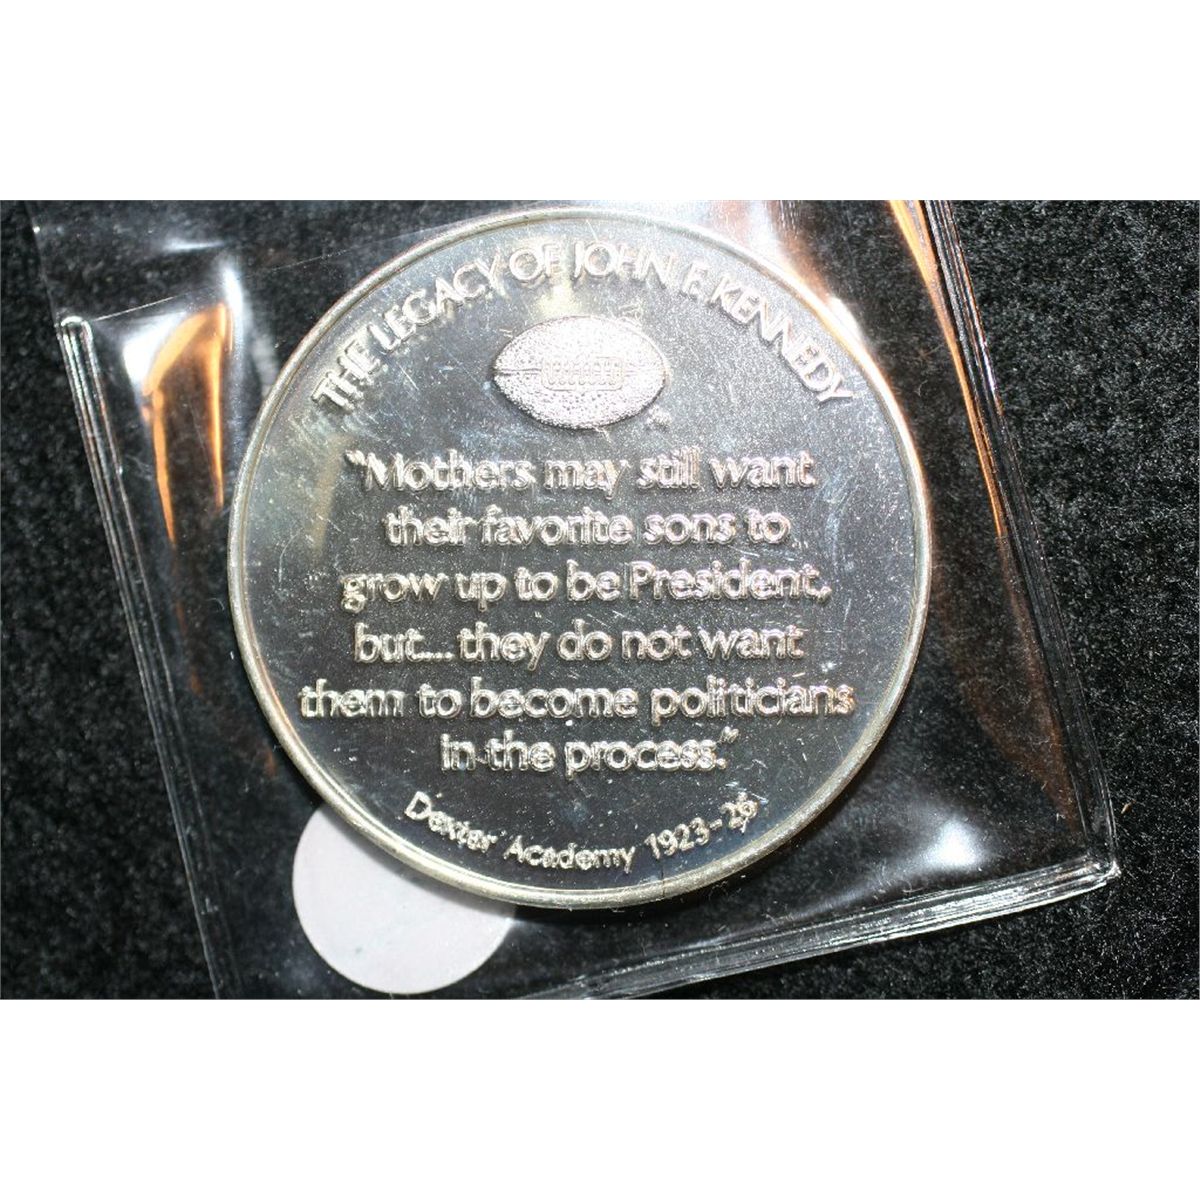 THE LEGACY OF JOHN F. KENNEDY
"Mothers may still want
their favorite sons to
grow up to be President,
but... they do not want
them to become politicians
in the process."
Dexter Academy 1923-26